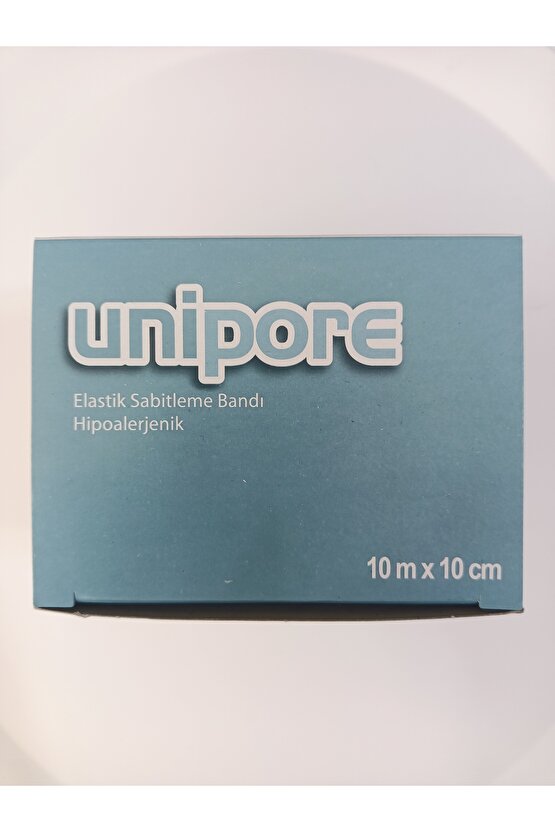 unipore
Elastik Sabitleme Bandı
Hipoalerjenik
10 m x 10 cm